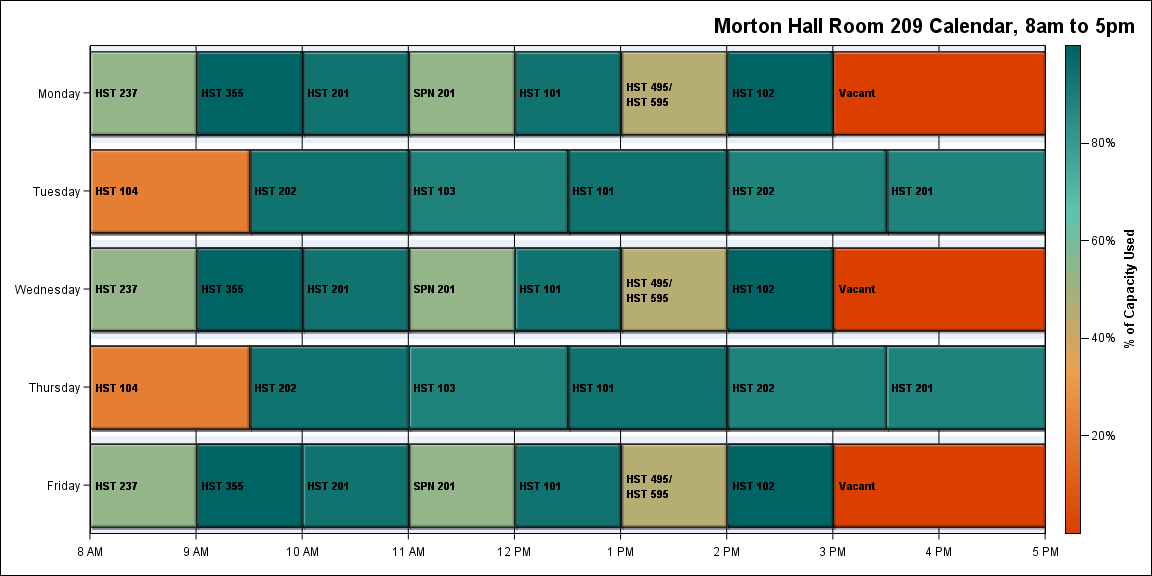 Morton Hall Room 209 Calendar, 8am to 5pm
Monday
HST 237
HST 355
HST 201
SPN 201
HST 101
HST 495/
HST 595
HST 102
Vacant
Tuesday
HST 104
HST 202
HST 103
HST 101
HST 202
HST 201
Wednesday
HST 237
HST 355
HST 201
SPN 201
HST 101
HST 495/
HST 595
HST 102
Vacant
Thursday
HST 104
HST 202
HST 103
HST 101
HST 202
HST 201
Friday
HST 237
HST 355
HST 201
SPN 201
HST 101
HST 495/
HST 595
HST 102
Vacant
8 AM
9 AM
10 AM
11 AM
12 PM
1 PM
2 PM
3 PM
4 PM
5 PM
80%
60%
40%
20%
% of Capacity Used